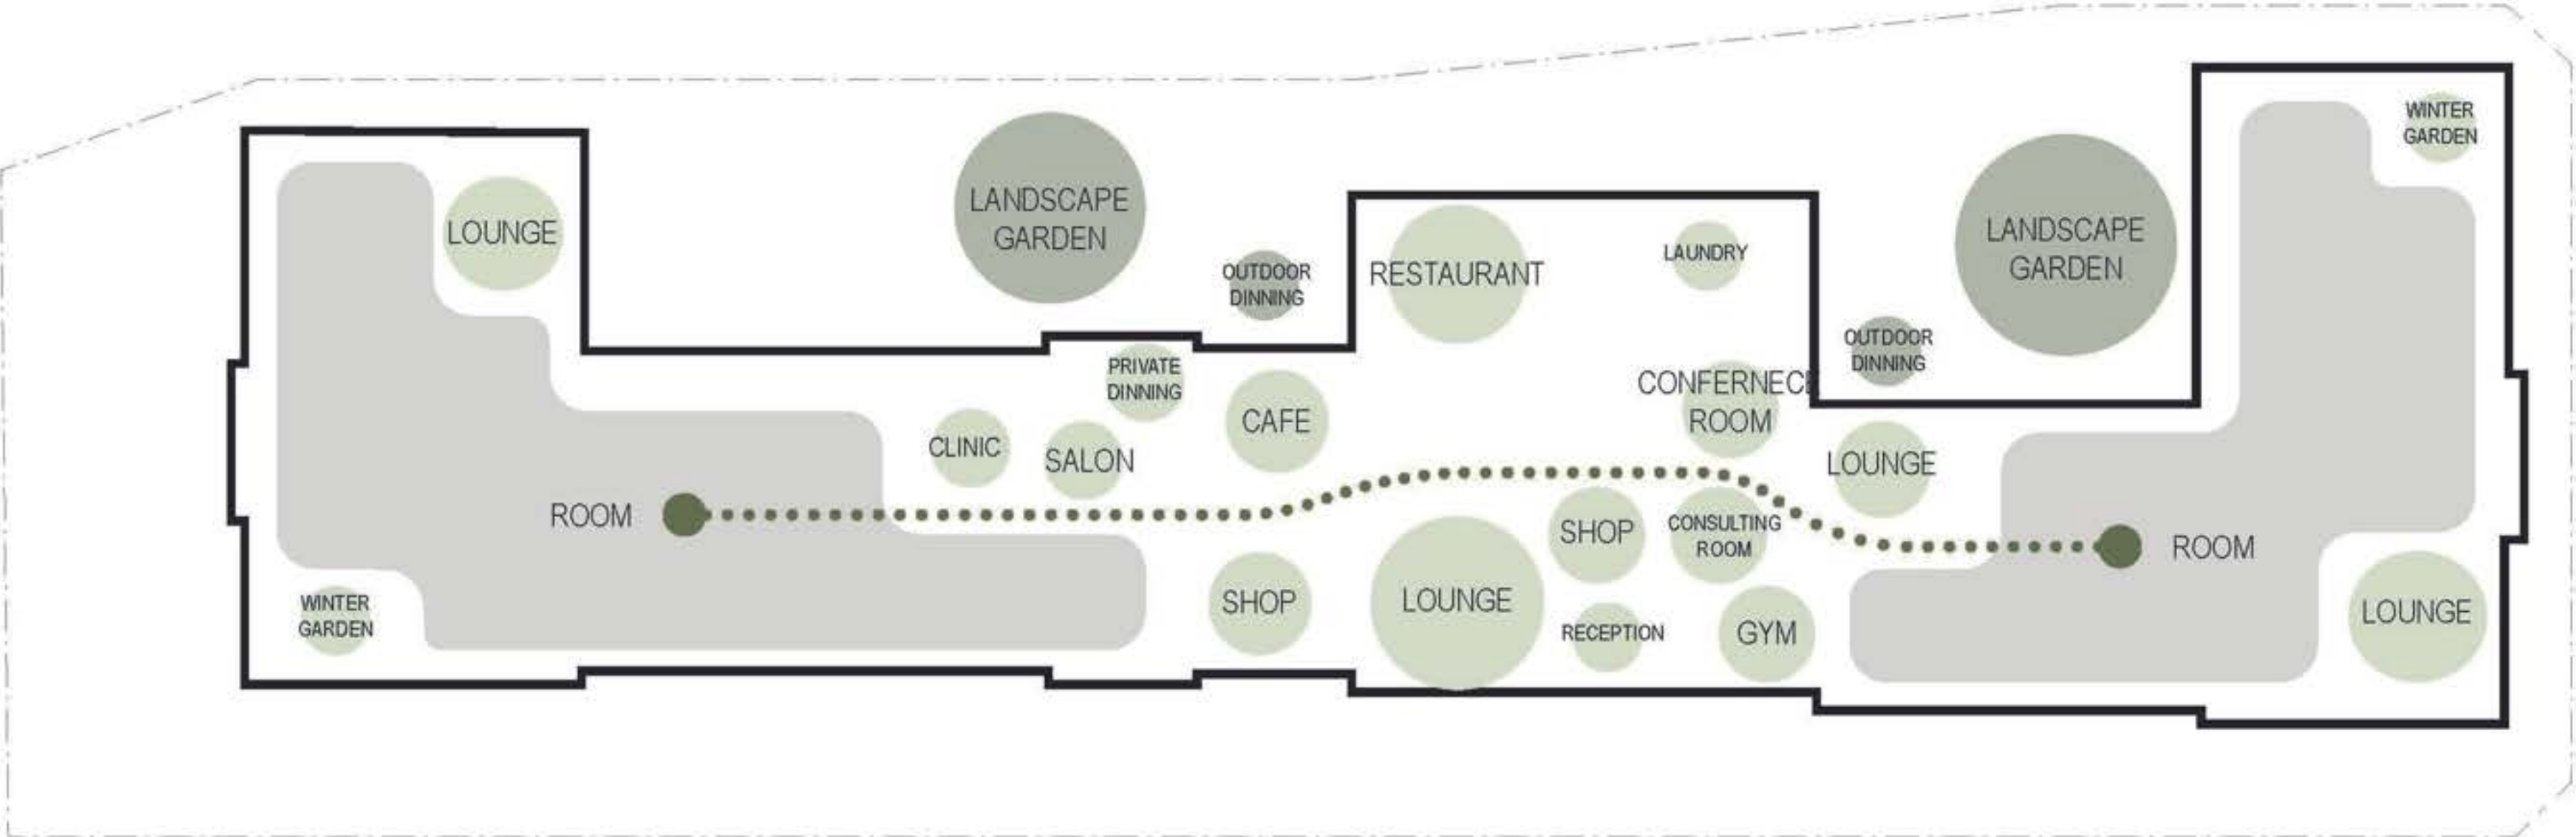 WINTER
GARDEN
LOUNGE
LANDSCAPE
GARDEN
OUTDOOR
DINNING
RESTAURANT
LAUNDRY
LANDSCAPE
GARDEN
OUTDOOR
DINNING
PRIVATE
DINNING
CLINIC
SALON
CAFE
CONFERNECE
ROOM
LOUNGE
ROOM
SHOP
CONSULTING
ROOM
ROOM
WINTER
GARDEN
SHOP
LOUNGE
RECEPTION
GYM
LOUNGE